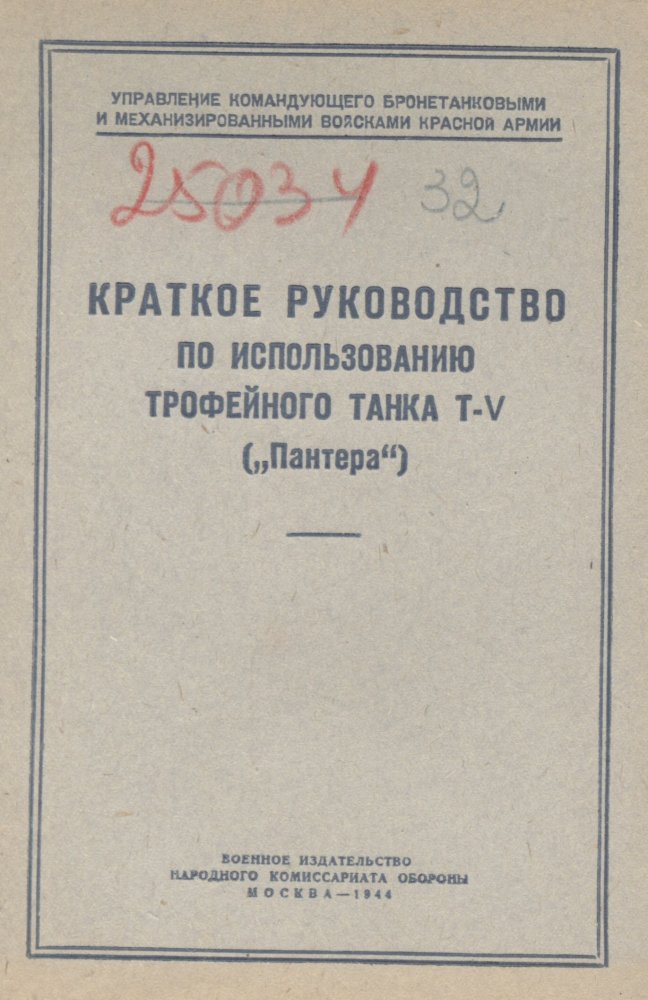 УПРАВЛЕНИЕ КОМАНДУЮЩЕГО БРОНЕТАНКОВЫМИ
И МЕХАНИЗИРОВАННЫМИ ВОЙСКАМИ КРАСНОЙ АРМИИ
25034 32
КРАТКОЕ РУКОВОДСТВО
ПО ИСПОЛЬЗОВАНИЮ
ТРОФЕЙНОГО ТАНКА Т-V
(„Пантера“)
ВОЕННОЕ ИЗДАТЕЛЬСТВО
НАРОДНОГО КОМИССАРИАТА ОБОРОНЫ
МОСКВА—1944